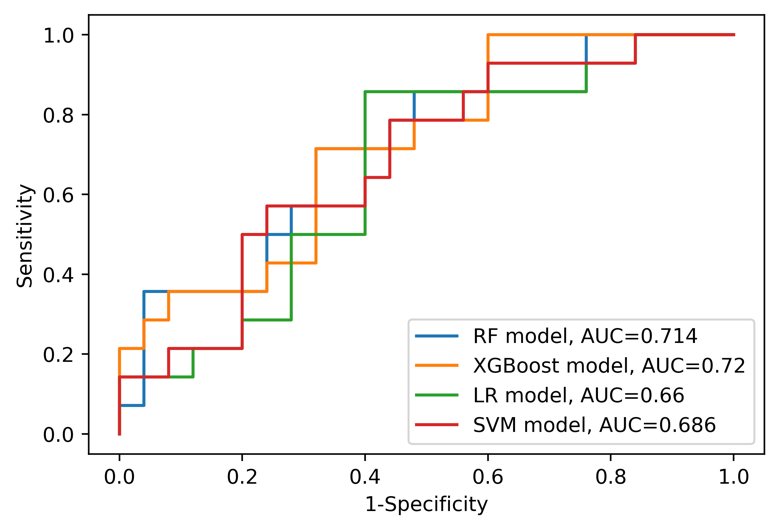 1.0
0.8
0.6
0.4
0.2
0.0
Sensitivity
RF model, AUC=0.714
XGBoost model, AUC=0.72
LR model, AUC=0.66
SVM model, AUC=0.686
0.0 0.2 0.4 0.6 0.8 1.0
1-Specificity